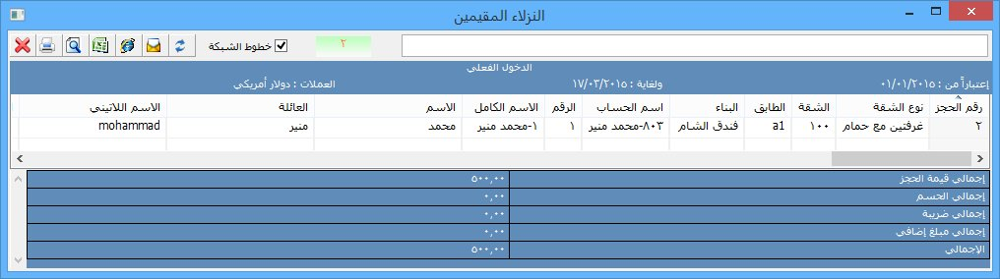 النزلاء المقيمين
خطوط الشبكة ٢
الدخول الفعلي
إعتباراً من : ٠١/٠١/٢٠١٥ ولغاية : ١٧/٠٣/٢٠١٥ العملات : دولار أمريكي
رقم الحجز نوع الشقة الشقة الطابق البناء اسم الحساب الرقم الاسم الكامل الاسم العائلة الاسم اللاتيني
٢ غرفتين مع حمام ١٠٠ a1 فندق الشام ٨٠٣-محمد منير ١ ١-محمد منير محمد منير mohammad
إجمالي قيمة الحجز ٥٠٠,٠٠
إجمالي الحسم ٠,٠٠
إجمالي ضريبة ٠,٠٠
إجمالي مبلغ إضافي ٠,٠٠
الاجمالي ٥٠٠,٠٠